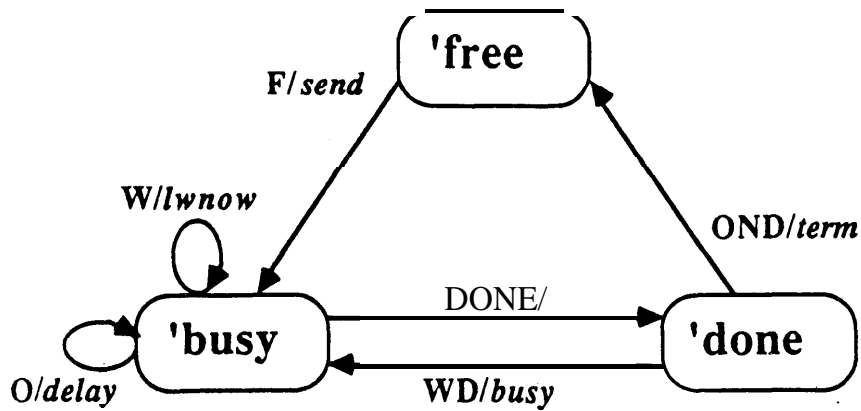 'free
F/send
W/lwnow
OND/term
DONE/
'busy
'done
O/delay
WD/busy